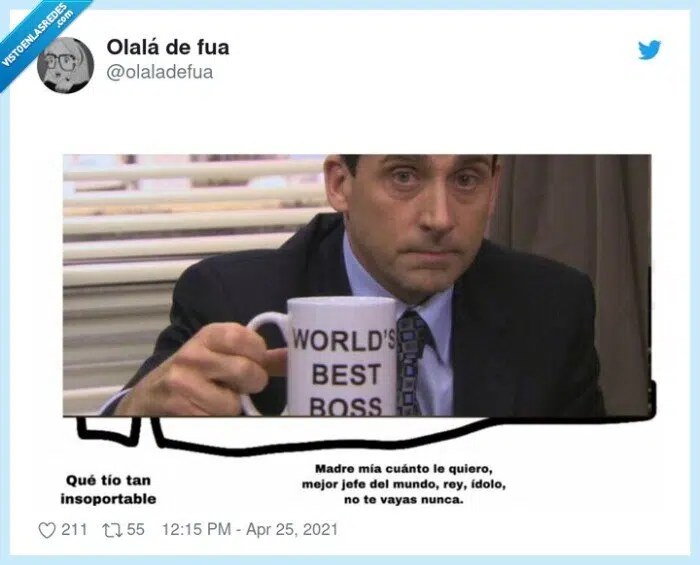 VISTOENLASREDES
.com
Olalá de fua
@olaladefua
WORLD'S
BEST
BOSS
Qué tío tan
insoportable
Madre mía cuánto le quiero,
mejor jefe del mundo, rey, ídolo,
no te vayas nunca.
211 55 12:15 PM - Apr 25, 2021